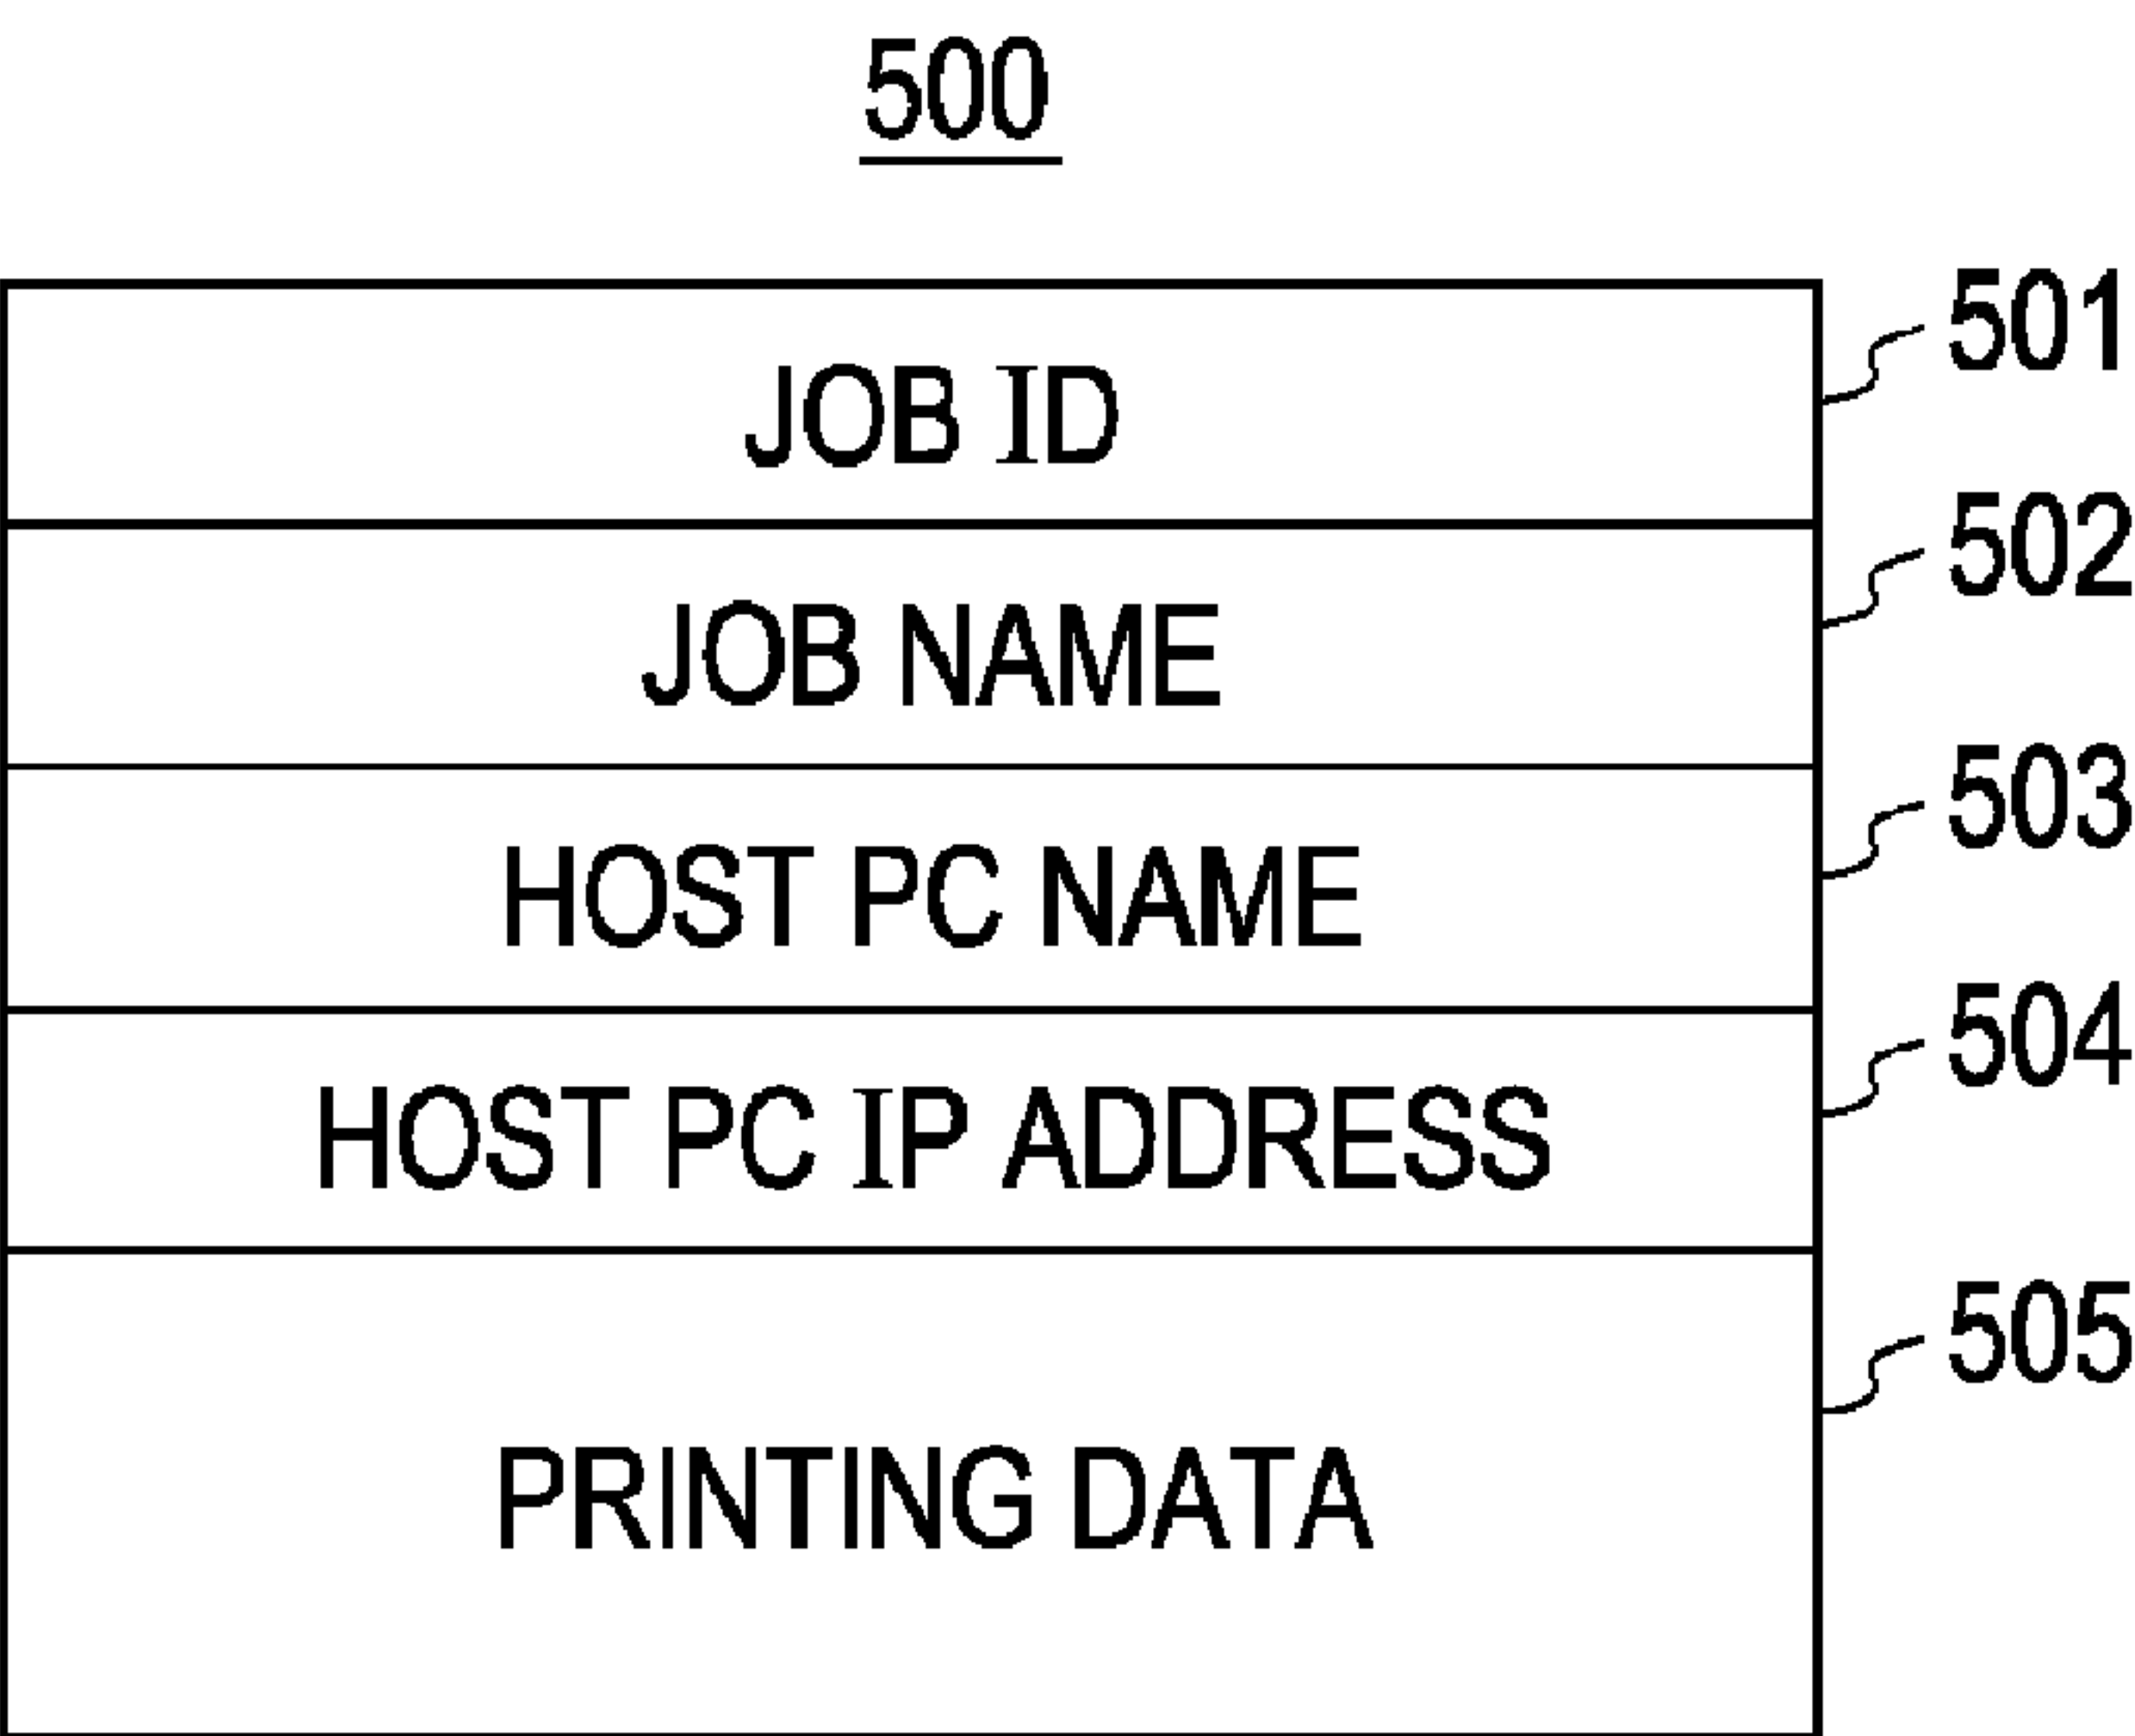 500
JOB ID 501
JOB NAME 502
HOST PC NAME 503
HOST PC IP ADDRESS 504
PRINTING DATA 505